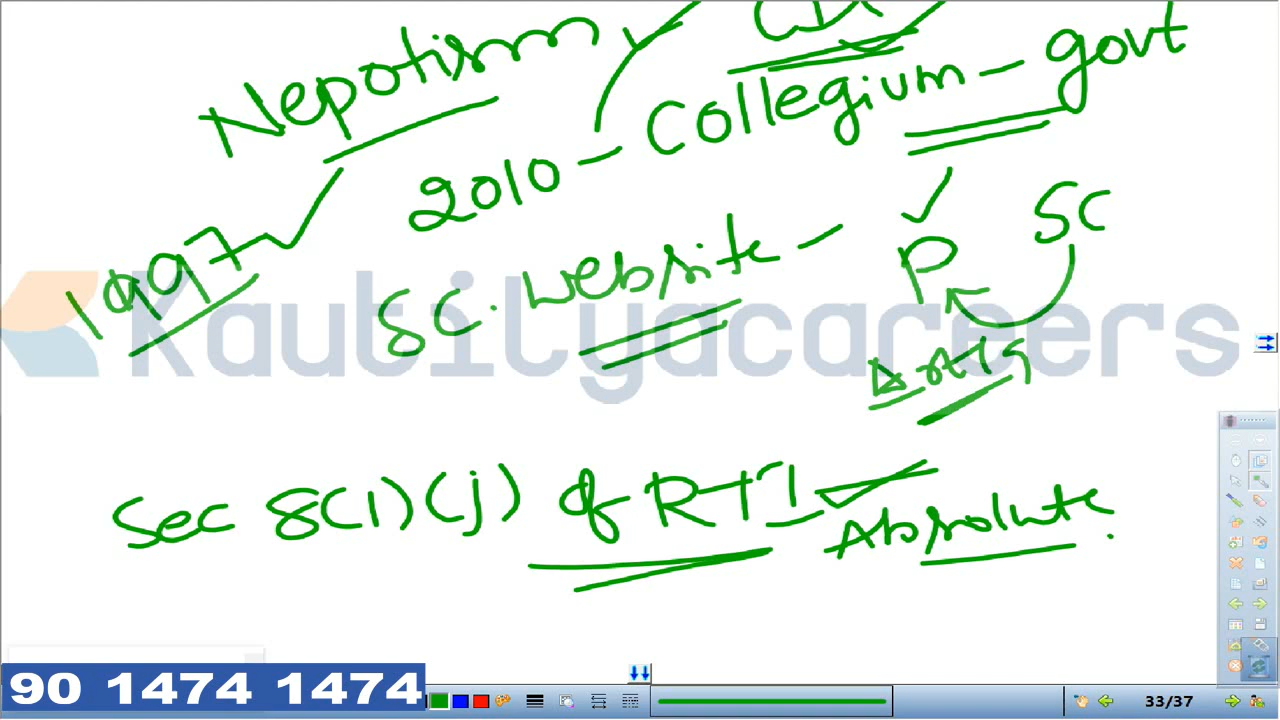 Nepotism
2010 - Collegium - govt
1997
SC. Website - P SC
Sec 8(1)(j) of RTI
Absolute
Kautilyacareers
90 1474 1474
33/37